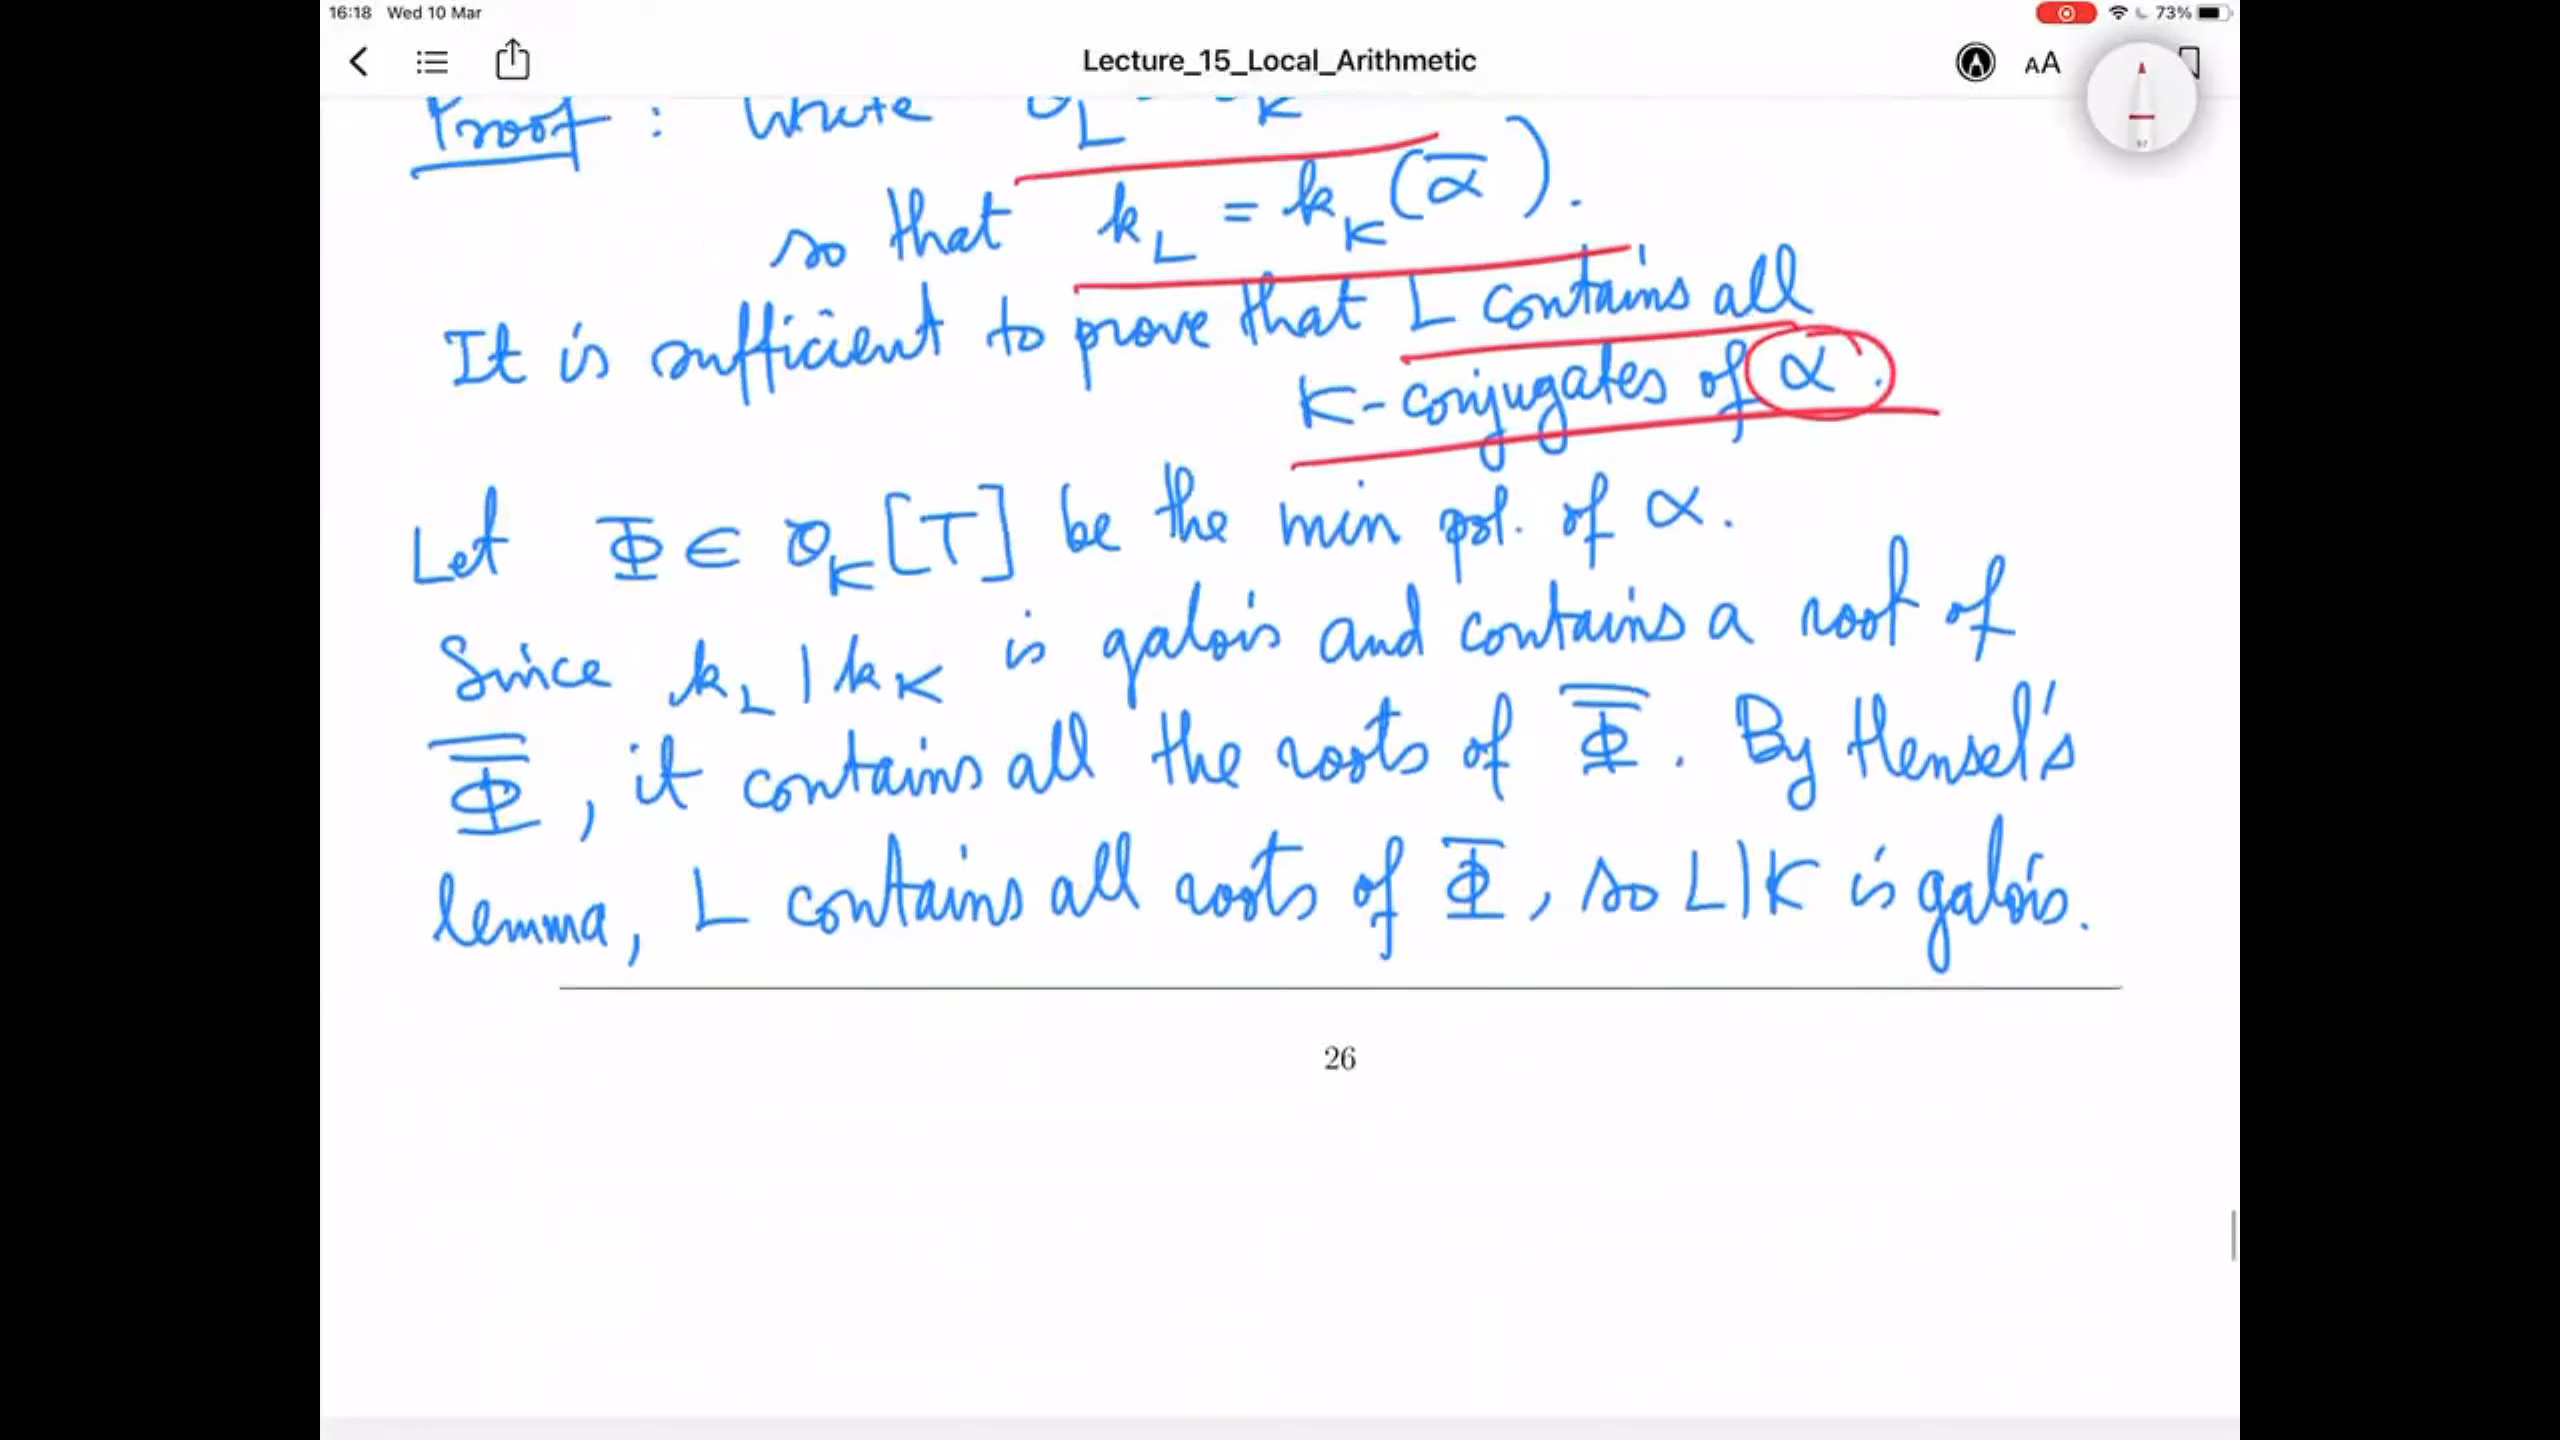 16:18 Wed 10 Mar
73%
Lecture_15_Local_Arithmetic
AA
Proof : Write
so that k_L = k_K(ᾱ).
It is sufficient to prove that L contains all
K-conjugates of α.
Let Φ ∈ 𝔬_K[T] be the min pol. of α.
Since k_L | k_K is galois and contains a root of
Φ̄, it contains all the roots of Φ̄. By Hensel's
lemma, L contains all roots of Φ, so L|K is galois.
26